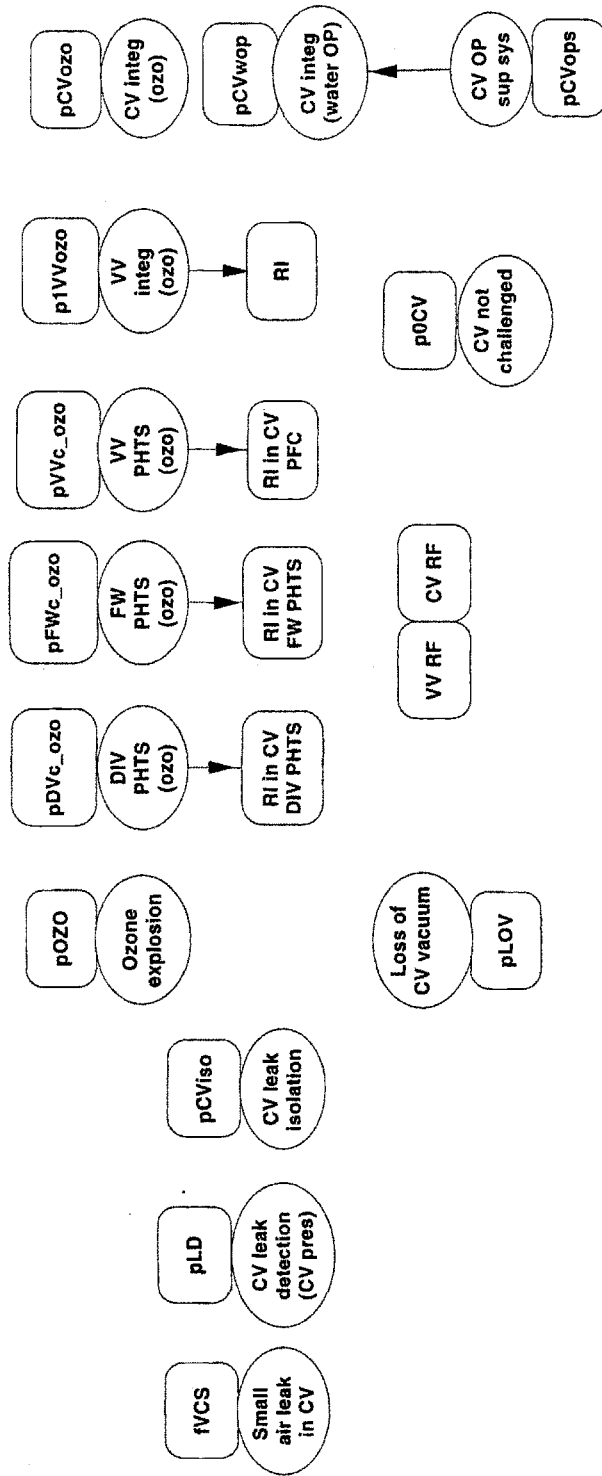 fVCS
Small
air leak
in CV
pLD
CV leak
detection
(CV pres)
pCViso
CV leak
isolation
pOZO
Ozone
explosion
Loss of
CV vacuum
pLOV
pDVc_ozo
DIV
PHTS
(ozo)
RI in CV
DIV PHTS
pFWc_ozo
FW
PHTS
(ozo)
RI in CV
FW PHTS
pVVc_ozo
VV
PHTS
(ozo)
RI in CV
PFC
VV RF
CV RF
p1VVozo
VV
integ
(ozo)
RI
p0CV
CV not
challenged
pCVozo
CV integ
(ozo)
pCVwop
CV integ
(water OP)
CV OP
sup sys
pCVops